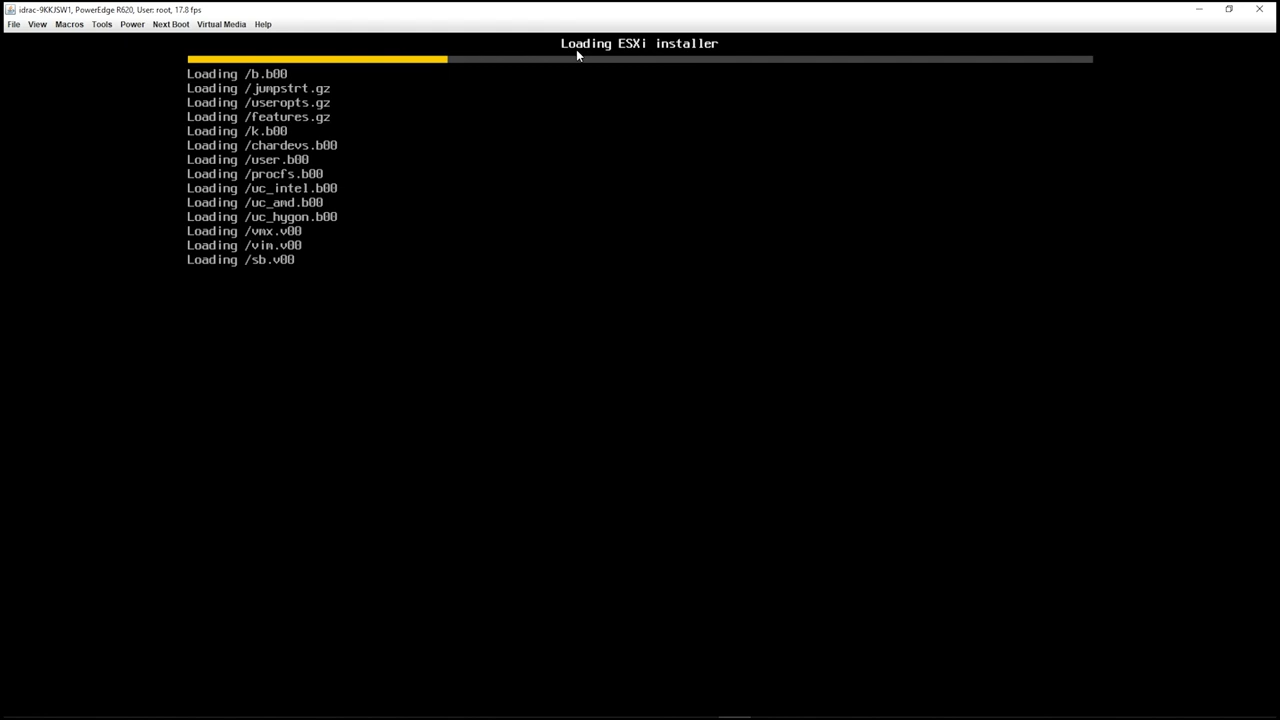 idrac-9KKJSW1, PowerEdge R620, User: root, 17.8 fps
File View Macros Tools Power Next Boot Virtual Media Help
Loading ESXi installer
Loading /b.b00
Loading /jumpstrt.gz
Loading /useropts.gz
Loading /features.gz
Loading /k.b00
Loading /chardevs.b00
Loading /user.b00
Loading /procfs.b00
Loading /uc_intel.b00
Loading /uc_amd.b00
Loading /uc_hygon.b00
Loading /vmx.v00
Loading /vim.v00
Loading /sb.v00